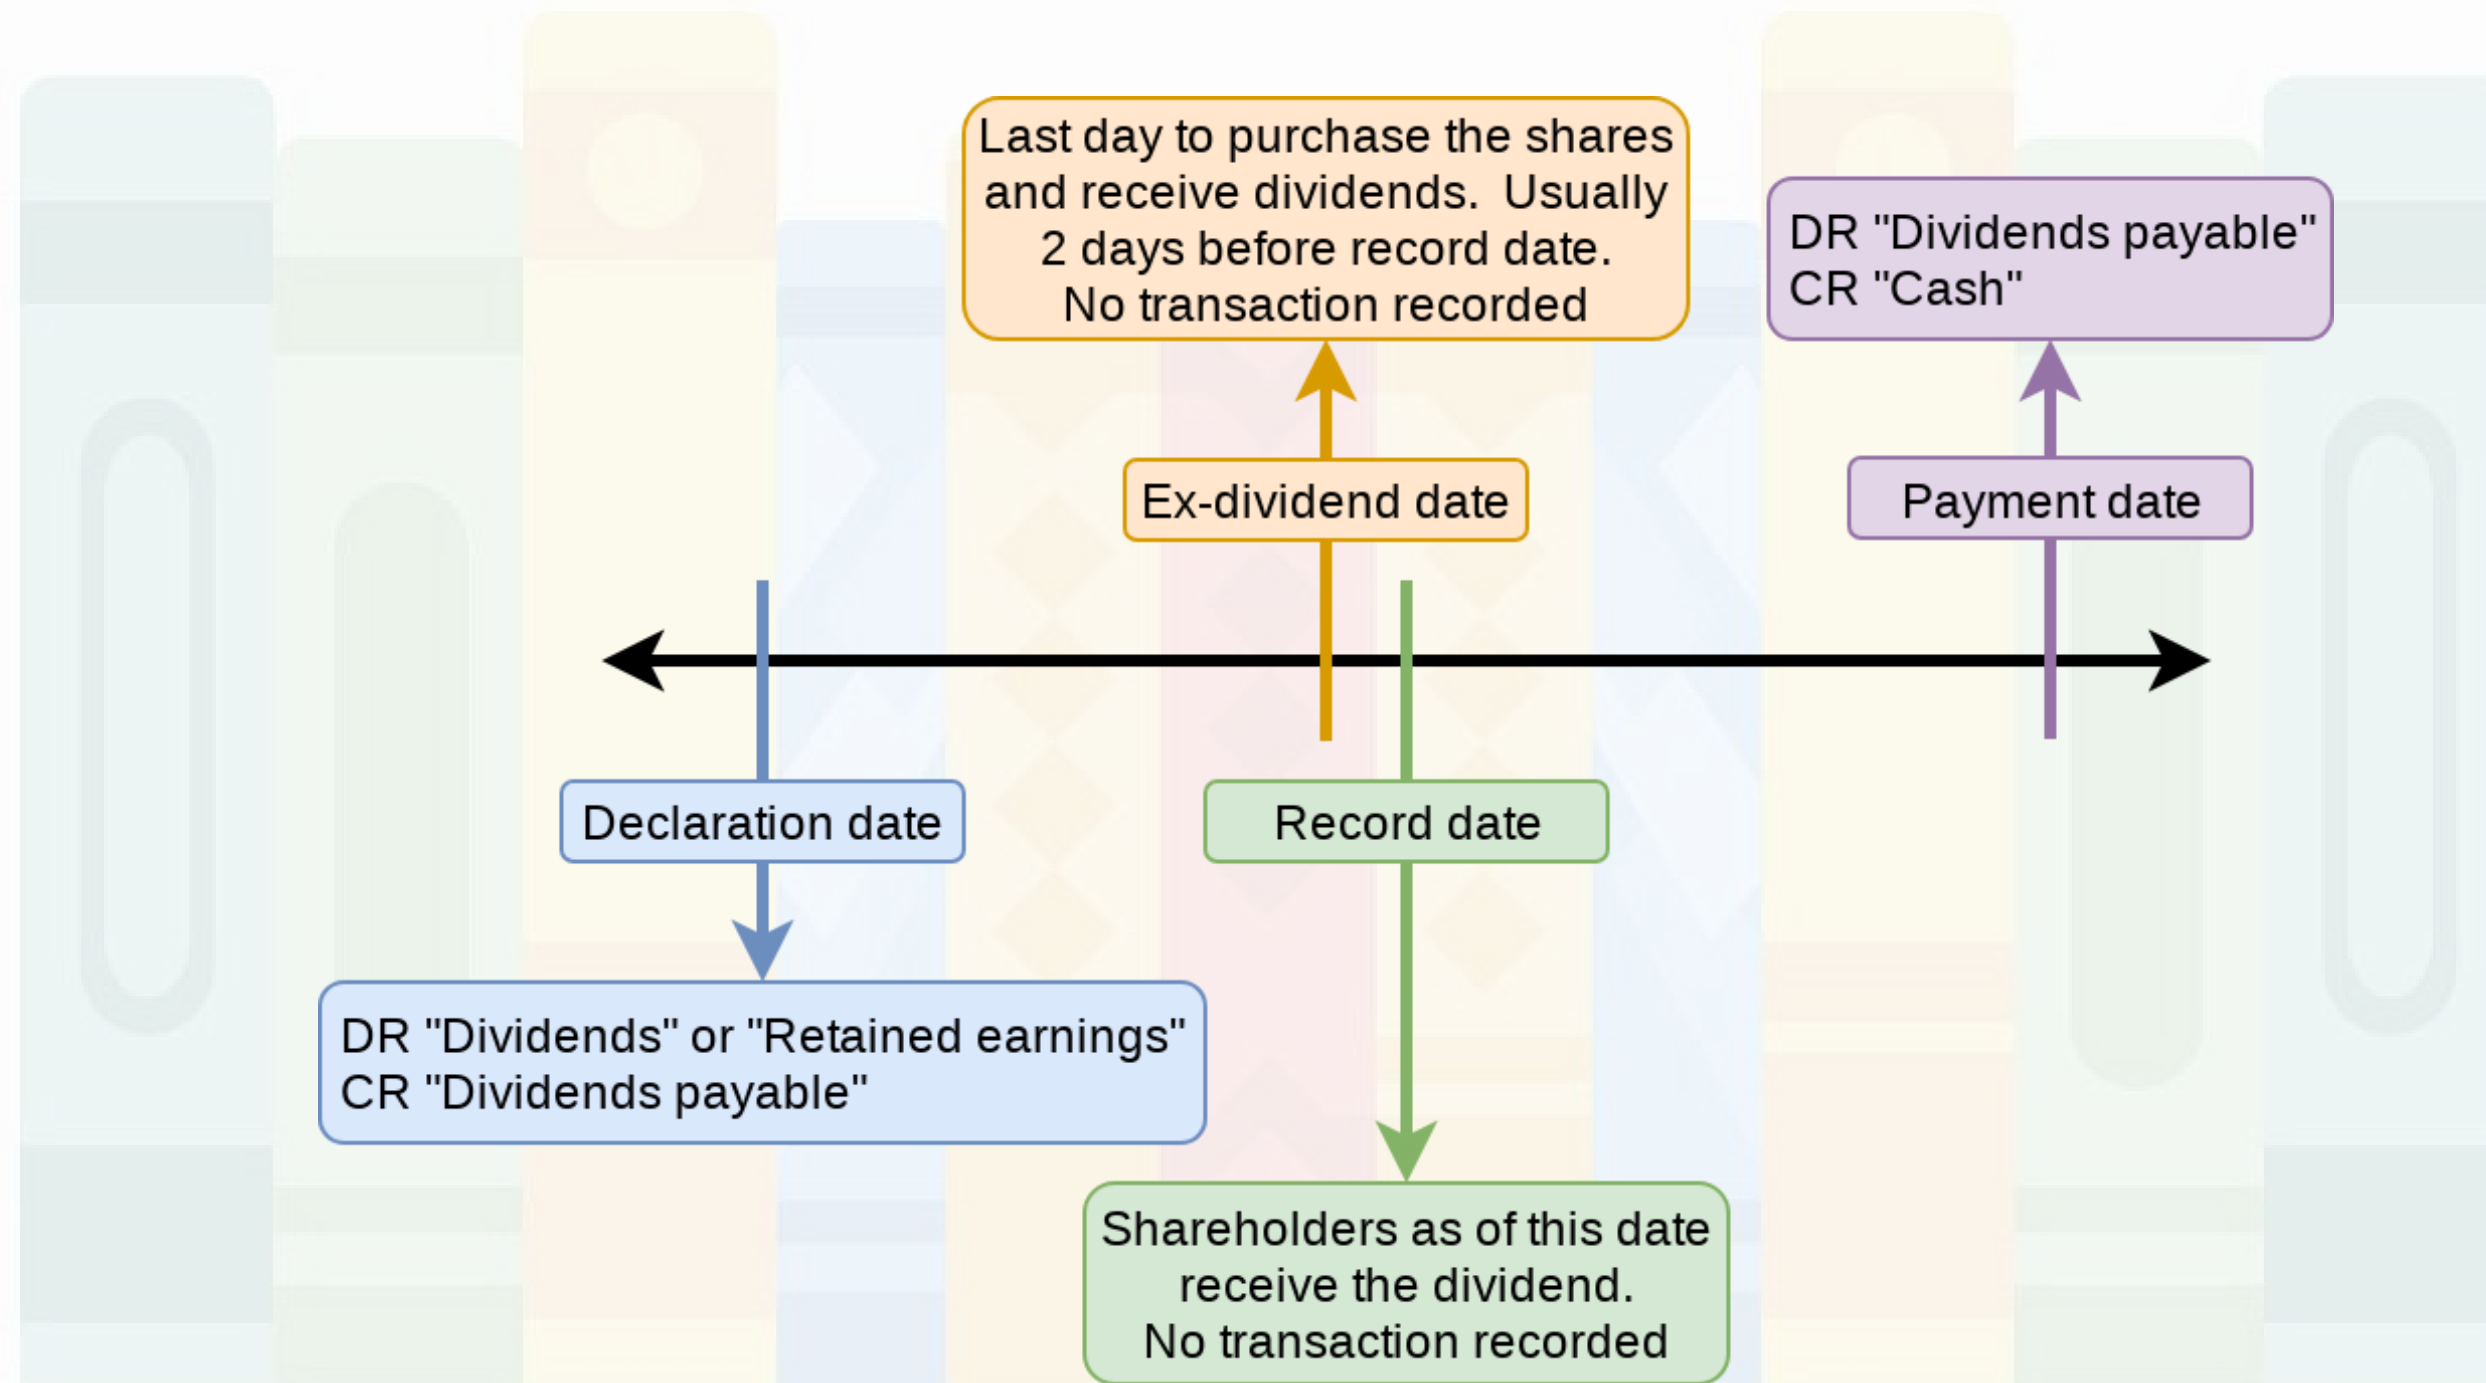 Last day to purchase the shares
and receive dividends.  Usually
2 days before record date.
No transaction recorded
DR "Dividends payable"
CR "Cash"
Ex-dividend date
Payment date
Declaration date
Record date
DR "Dividends" or "Retained earnings"
CR "Dividends payable"
Shareholders as of this date
receive the dividend.
No transaction recorded